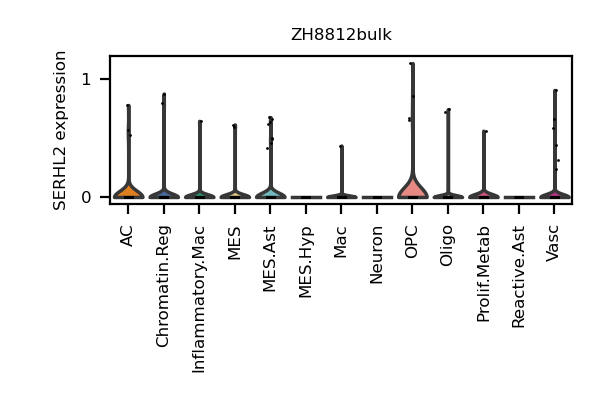 ZH8812bulk
SERHL2 expression
1
0
AC
Chromatin.Reg
Inflammatory.Mac
MES
MES.Ast
MES.Hyp
Mac
Neuron
OPC
Oligo
Prolif.Metab
Reactive.Ast
Vasc